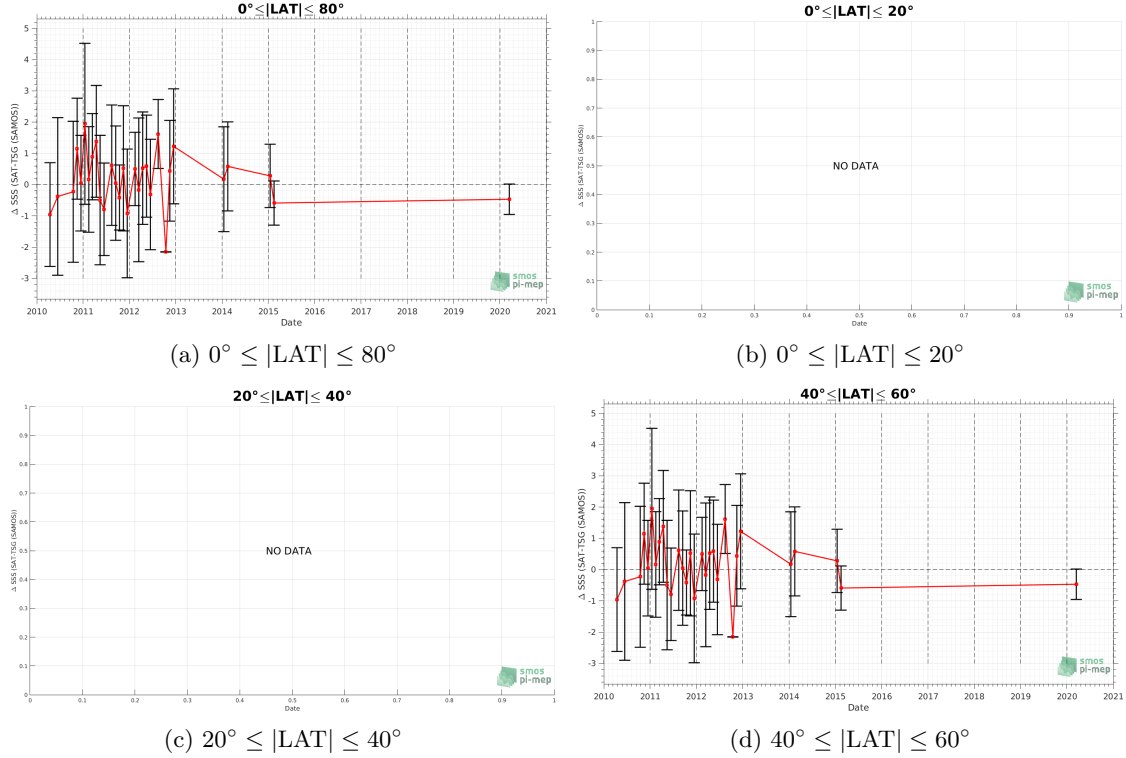 0°≤|LAT|≤ 80°
Δ SSS (SAT-TSG (SAMOS))
5
4
3
2
1
0
-1
-2
-3
2010 2011 2012 2013 2014 2015 2016 2017 2018 2019 2020 2021
Date
smos
pi-mep
(a) 0° ≤ |LAT| ≤ 80°
0°≤|LAT|≤ 20°
Δ SSS (SAT-TSG (SAMOS))
1
0.9
0.8
0.7
0.6
0.5
0.4
0.3
0.2
0.1
0
NO DATA
0 0.1 0.2 0.3 0.4 0.5 0.6 0.7 0.8 0.9 1
Date
smos
pi-mep
(b) 0° ≤ |LAT| ≤ 20°
20°≤|LAT|≤ 40°
Δ SSS (SAT-TSG (SAMOS))
1
0.9
0.8
0.7
0.6
0.5
0.4
0.3
0.2
0.1
0
NO DATA
0 0.1 0.2 0.3 0.4 0.5 0.6 0.7 0.8 0.9 1
Date
smos
pi-mep
(c) 20° ≤ |LAT| ≤ 40°
40°≤|LAT|≤ 60°
Δ SSS (SAT-TSG (SAMOS))
5
4
3
2
1
0
-1
-2
-3
2010 2011 2012 2013 2014 2015 2016 2017 2018 2019 2020 2021
Date
smos
pi-mep
(d) 40° ≤ |LAT| ≤ 60°